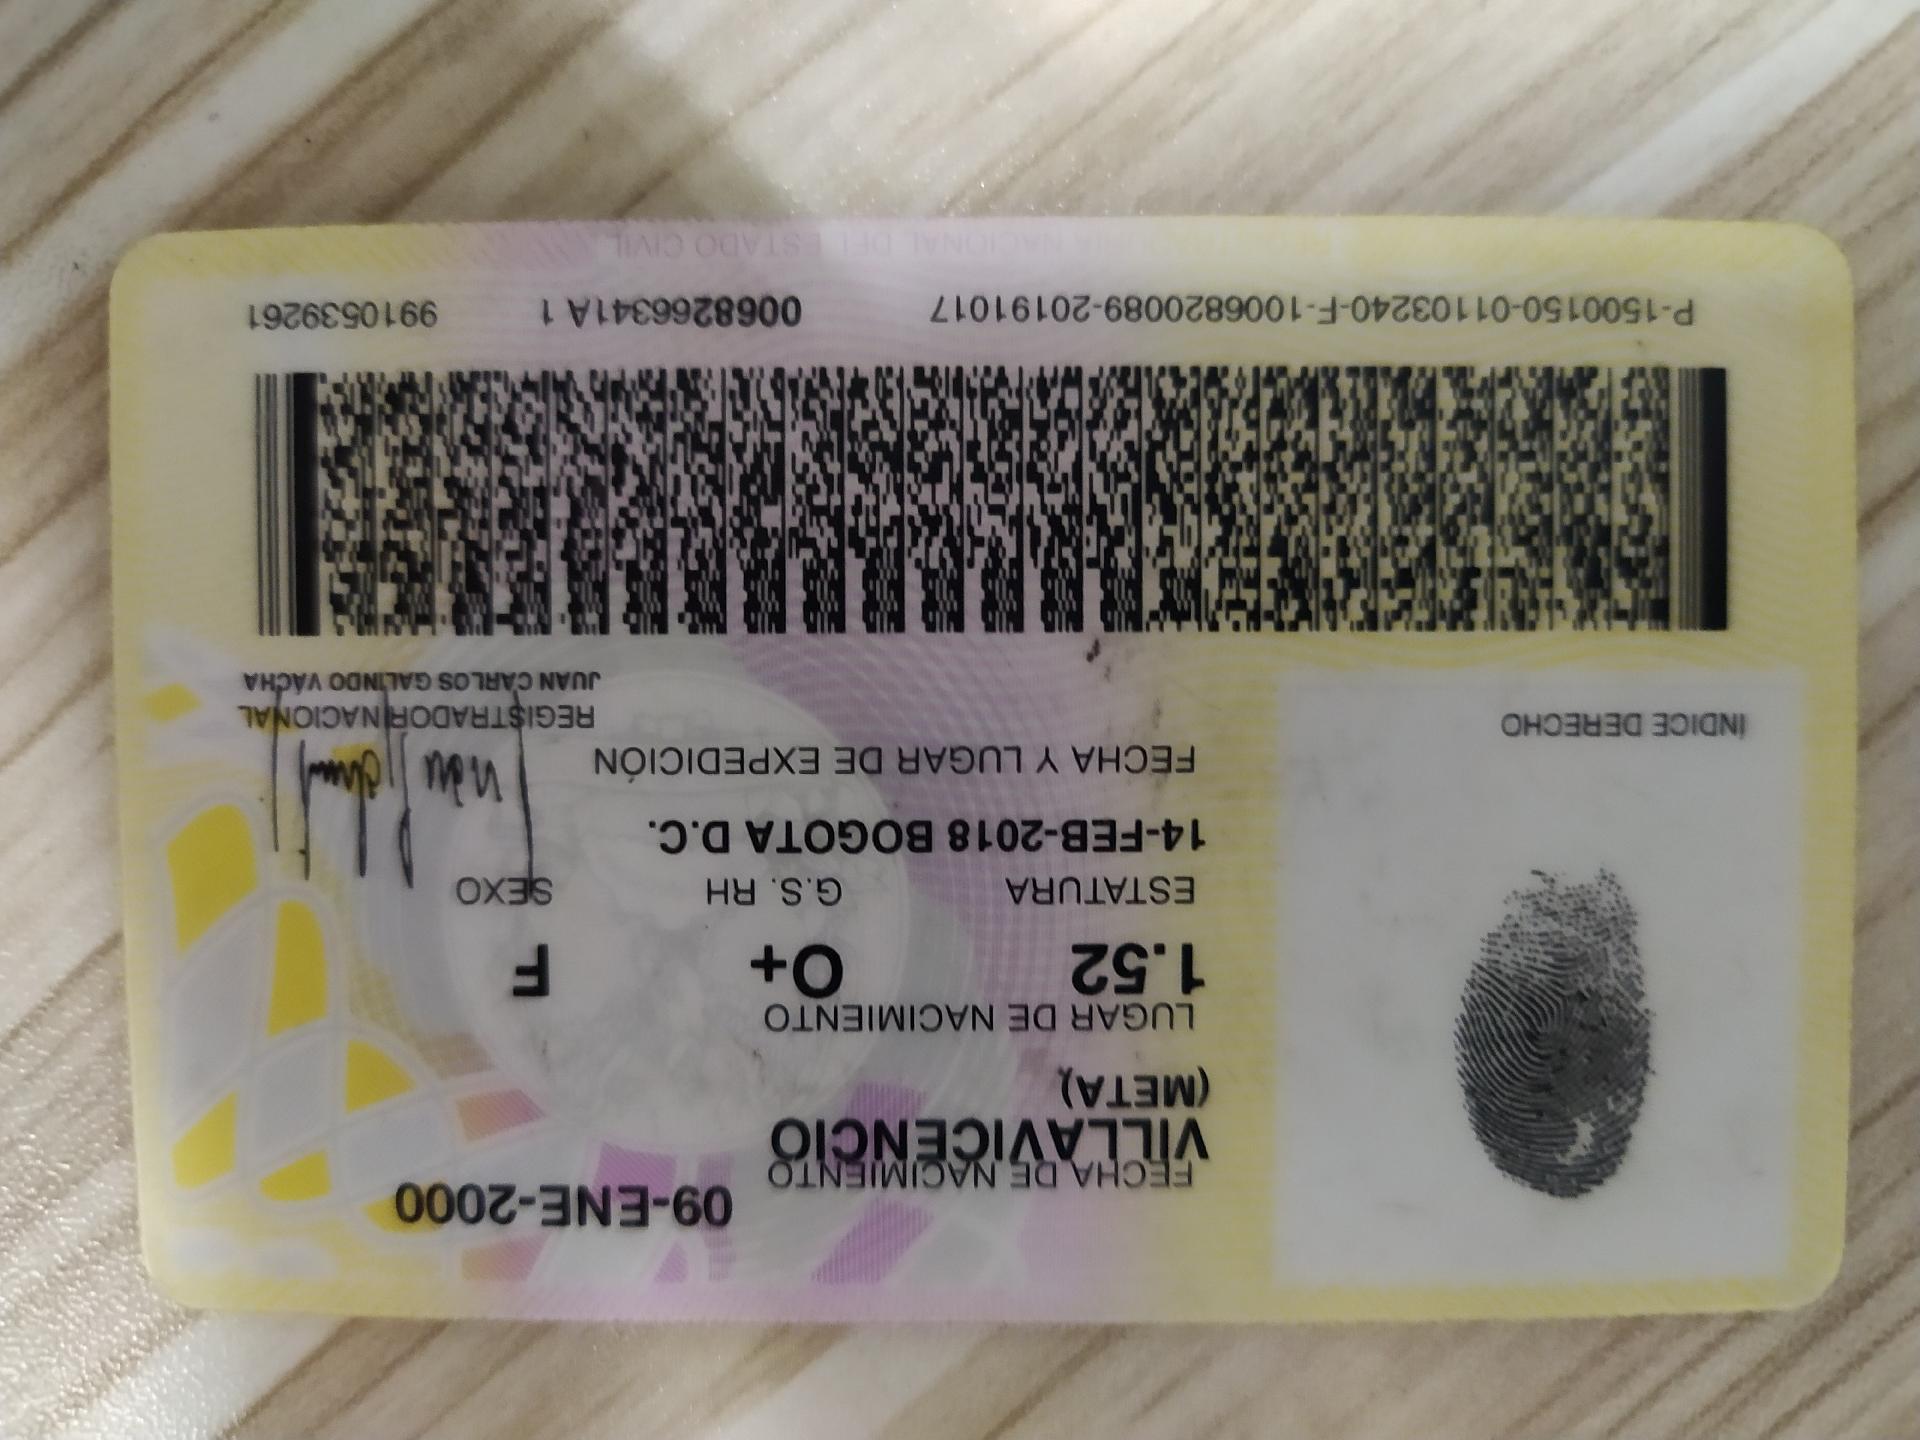 FECHA DE NACIMIENTO 09-ENE-2000
VILLAVICENCIO
(META)
LUGAR DE NACIMIENTO
1.52 O+ F
ESTATURA G.S. RH SEXO
14-FEB-2018 BOGOTA D.C.
FECHA Y LUGAR DE EXPEDICIÓN
ÍNDICE DERECHO
REGISTRADOR NACIONAL
JUAN CARLOS GALINDO VÁCHA
P-1500150-01103240-F-1006820089-20191017 0068266341A 1 9910539261
REGISTRADURIA NACIONAL DEL ESTADO CIVIL